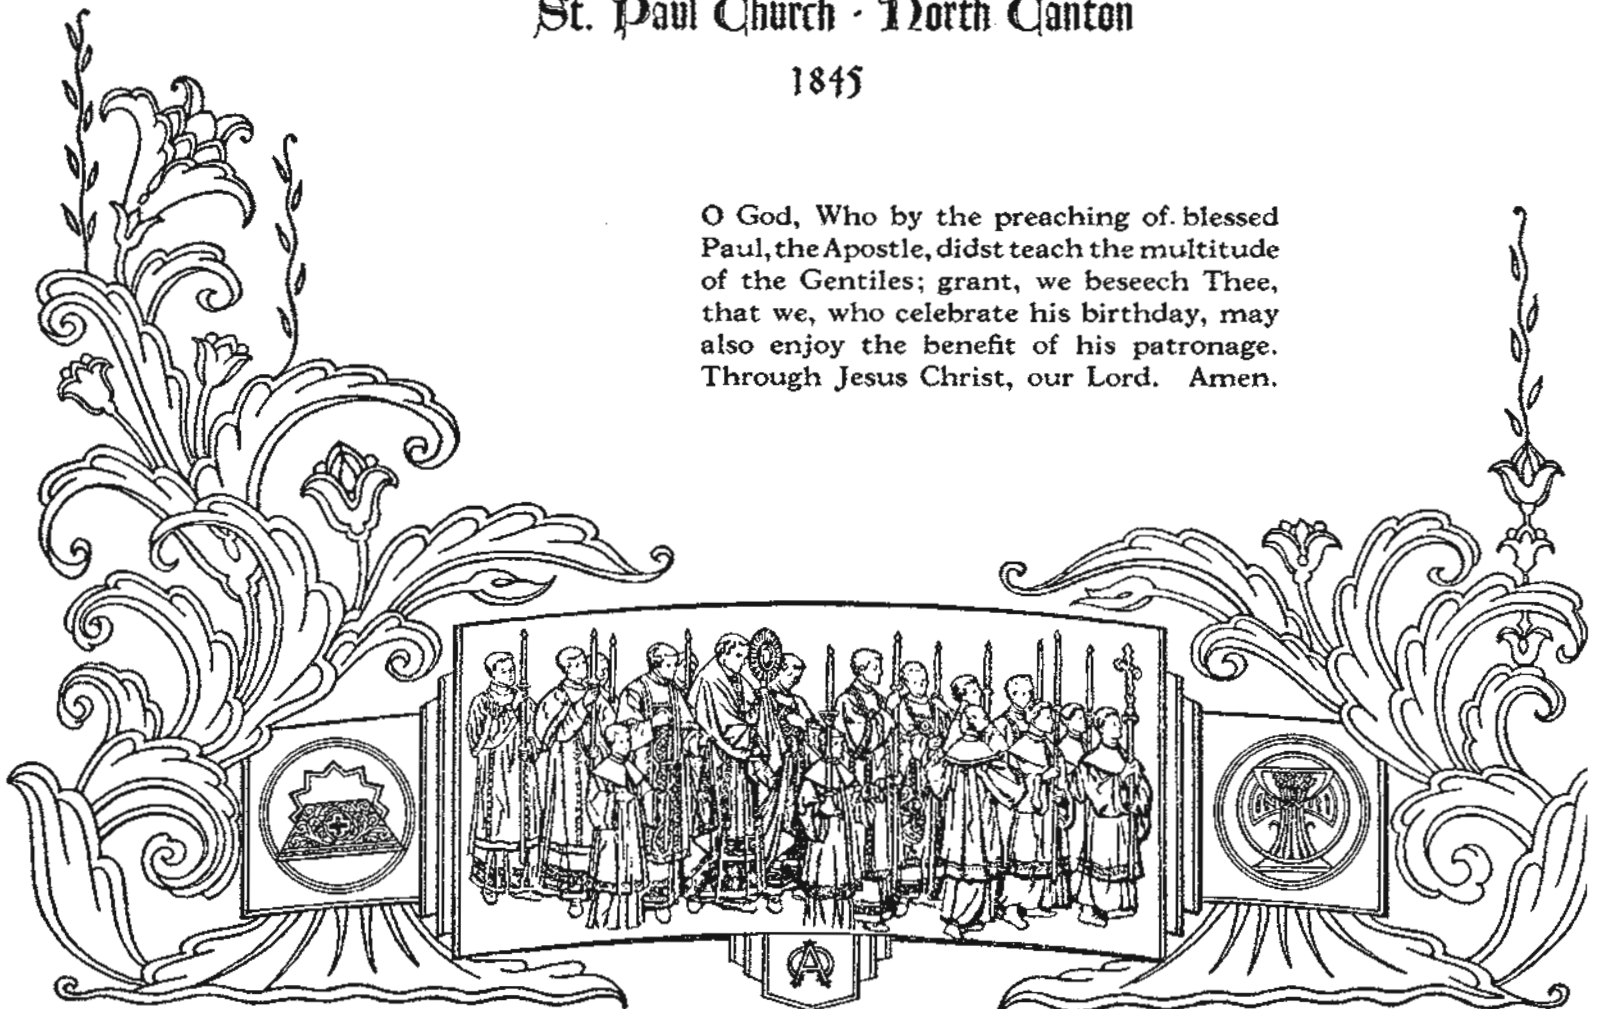 St. Paul Church · North Canton
1845
O God, Who by the preaching of. blessed
Paul, the Apostle, didst teach the multitude
of the Gentiles; grant, we beseech Thee,
that we, who celebrate his birthday, may
also enjoy the benefit of his patronage.
Through Jesus Christ, our Lord. Amen.